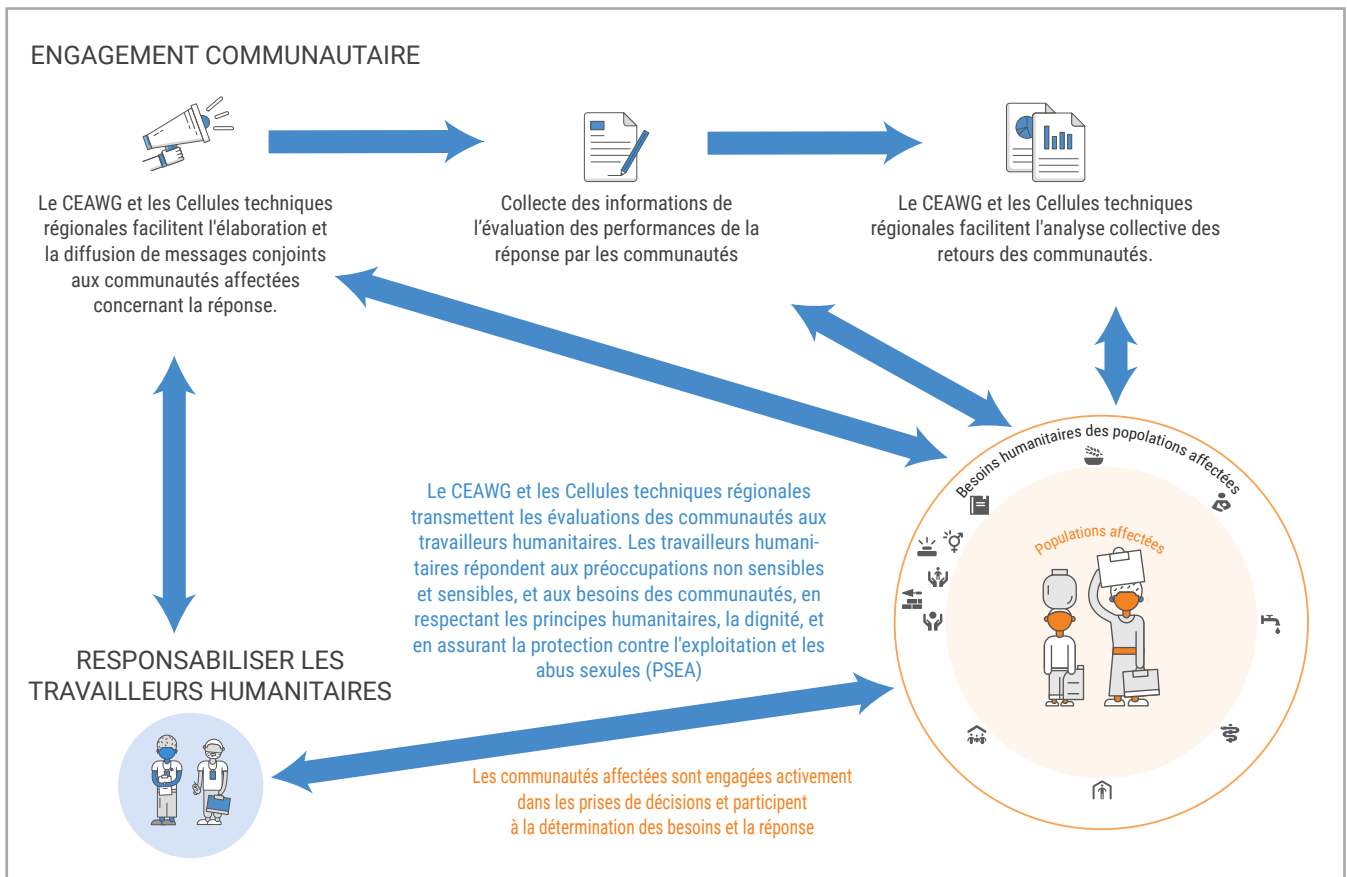 ENGAGEMENT COMMUNAUTAIRE
Le CEAWG et les Cellules techniques
régionales facilitent l'élaboration et
la diffusion de messages conjoints
aux communautés affectées
concernant la réponse.
Collecte des informations de
l'évaluation des performances de la
réponse par les communautés
Le CEAWG et les Cellules techniques
régionales facilitent l'analyse collective des
retours des communautés.
Besoins humanitaires des popolations affectées
Populations affectées
Le CEAWG et les Cellules techniques régionales
transmettent les évaluations des communautés aux
travailleurs humanitaires. Les travailleurs humani-
taires répondent aux préoccupations non sensibles
et sensibles, et aux besoins des communautés, en
respectant les principes humanitaires, la dignité, et
en assurant la protection contre l'exploitation et les
abus sexules (PSEA)
RESPONSABILISER LES
TRAVAILLEURS HUMANITAIRES
Les communautés affectées sont engagées activement
dans les prises de décisions et participent
à la détermination des besoins et la réponse